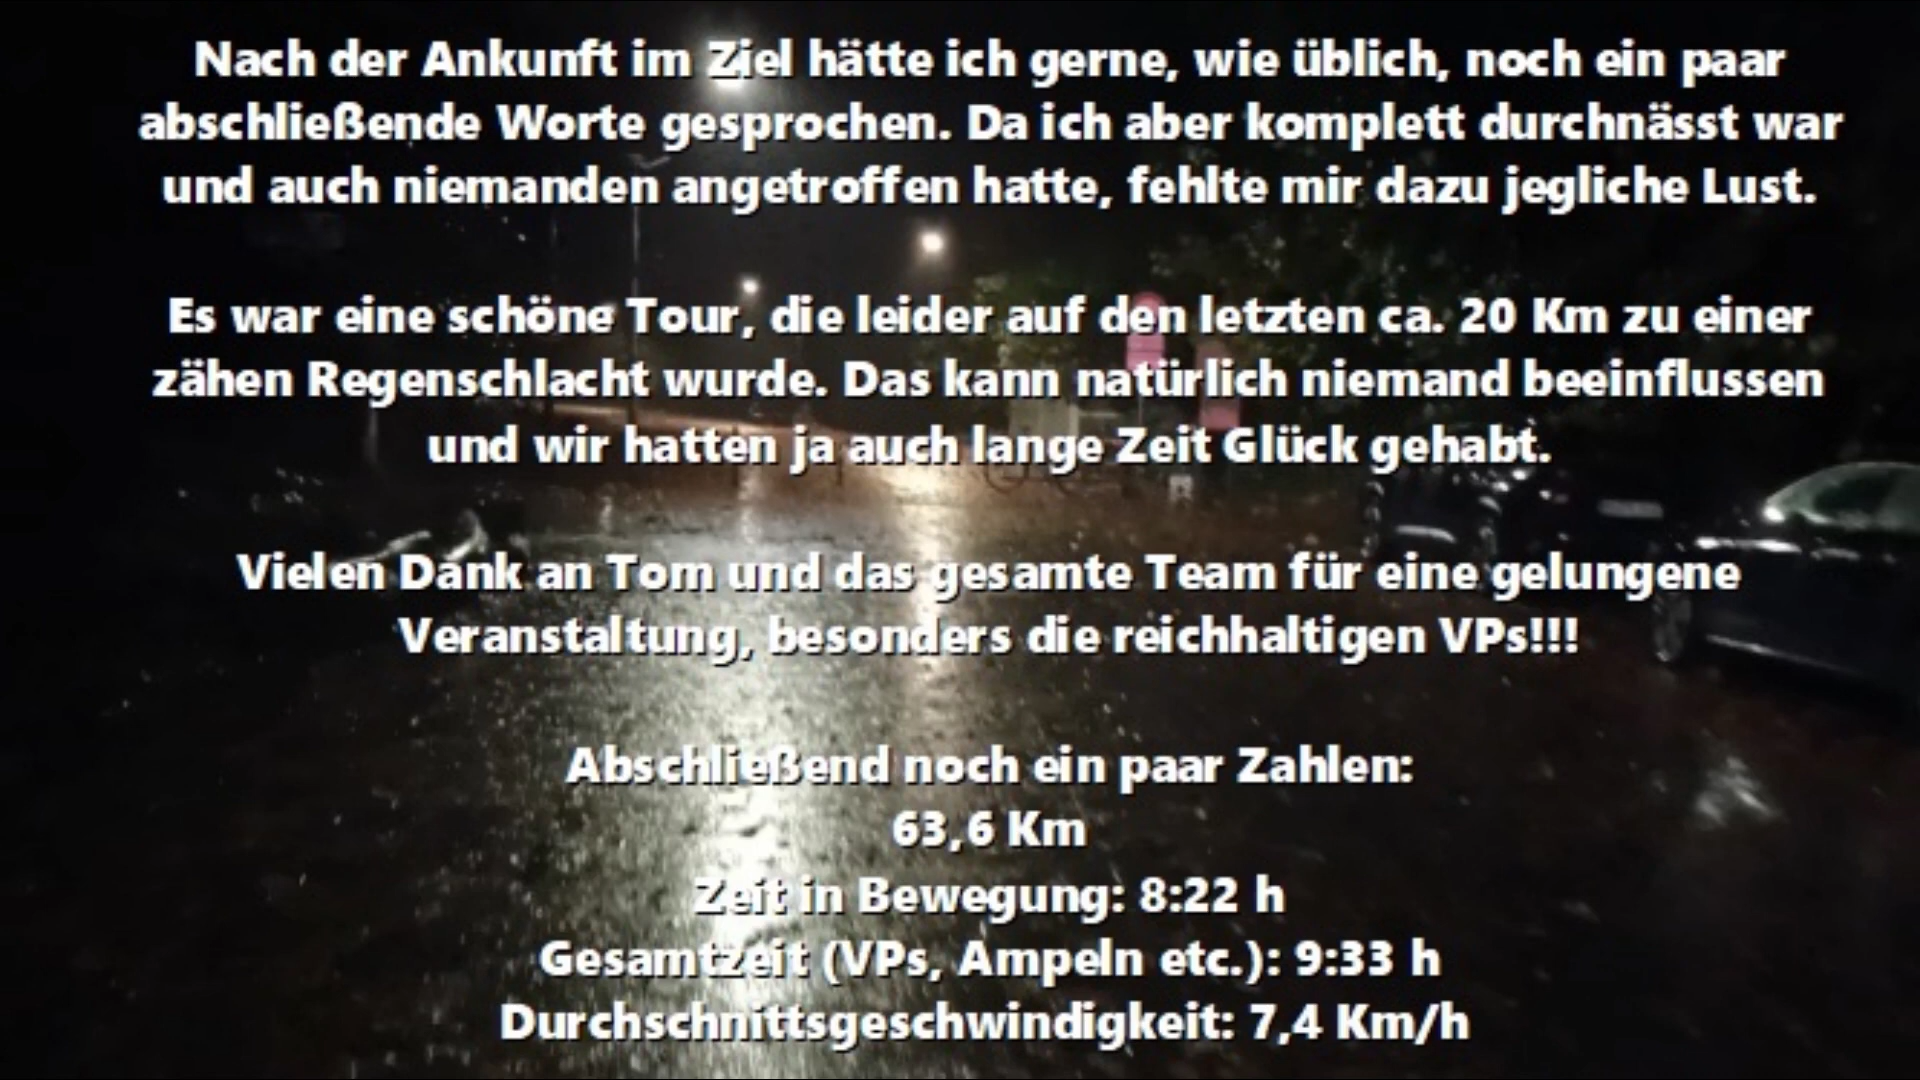 Nach der Ankunft im Ziel hätte ich gerne, wie üblich, noch ein paar
abschließende Worte gesprochen. Da ich aber komplett durchnässt war
und auch niemanden angetroffen hatte, fehlte mir dazu jegliche Lust.
Es war eine schöne Tour, die leider auf den letzten ca. 20 Km zu einer
zähen Regenschlacht wurde. Das kann natürlich niemand beeinflussen
und wir hatten ja auch lange Zeit Glück gehabt.
Vielen Dank an Tom und das gesamte Team für eine gelungene
Veranstaltung, besonders die reichhaltigen VPs!!!
Abschließend noch ein paar Zahlen:
63,6 Km
Zeit in Bewegung: 8:22 h
Gesamtzeit (VPs, Ampeln etc.): 9:33 h
Durchschnittsgeschwindigkeit: 7,4 Km/h